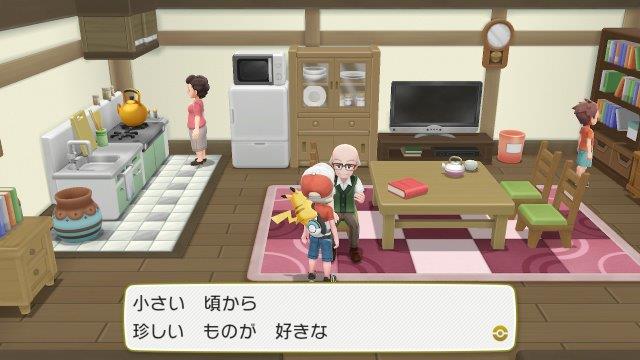 小さい　頃から
珍しい　ものが　好きな